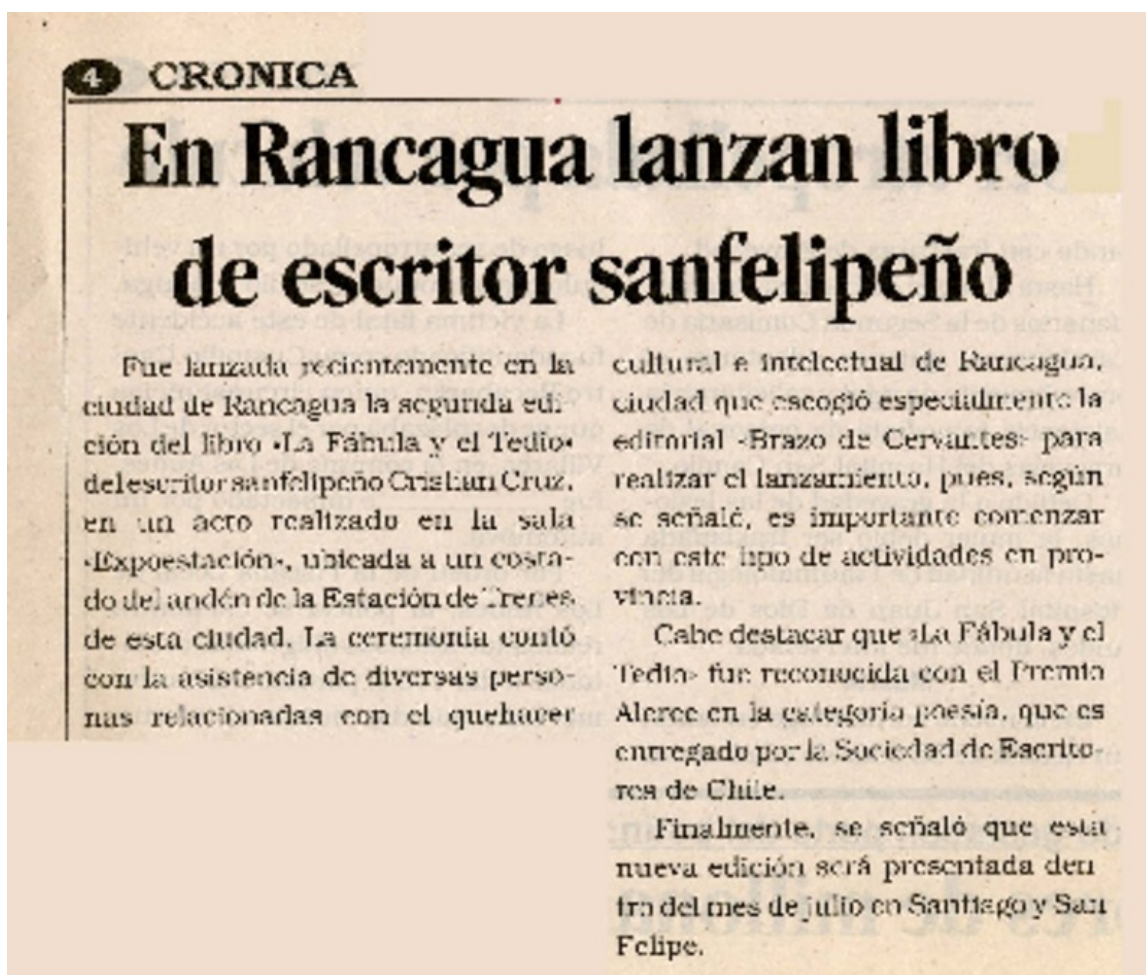 4 CRONICA
En Rancagua lanzan libro
de escritor sanfelipeño
Fue lanzada recientemente en la
ciudad de Rancagua la segunda edi-
ción del libro «La Fábula y el Tedio»
del escritor sanfelipeño Cristian Cruz,
en un acto realizado en la sala
«Expoestación», ubicada a un costa-
do del andén de la Estación de Trenes
de esta ciudad. La ceremonia contó
con la asistencia de diversas perso-
nas relacionadas con el quehacer
cultural e intelectual de Rancagua,
ciudad que escogió especialmente la
editorial «Brazo de Cervantes» para
realizar el lanzamiento, pues, según
se señaló, es importante comenzar
con este tipo de actividades en pro-
vincia.
Cabe destacar que «La Fábula y el
Tedio» fue reconocida con el Premio
Alerce en la categoría poesía, que es
entregado por la Sociedad de Escrito-
res de Chile.
Finalmente, se señaló que esta
nueva edición será presentada den
tro del mes de julio en Santiago y San
Felipe.